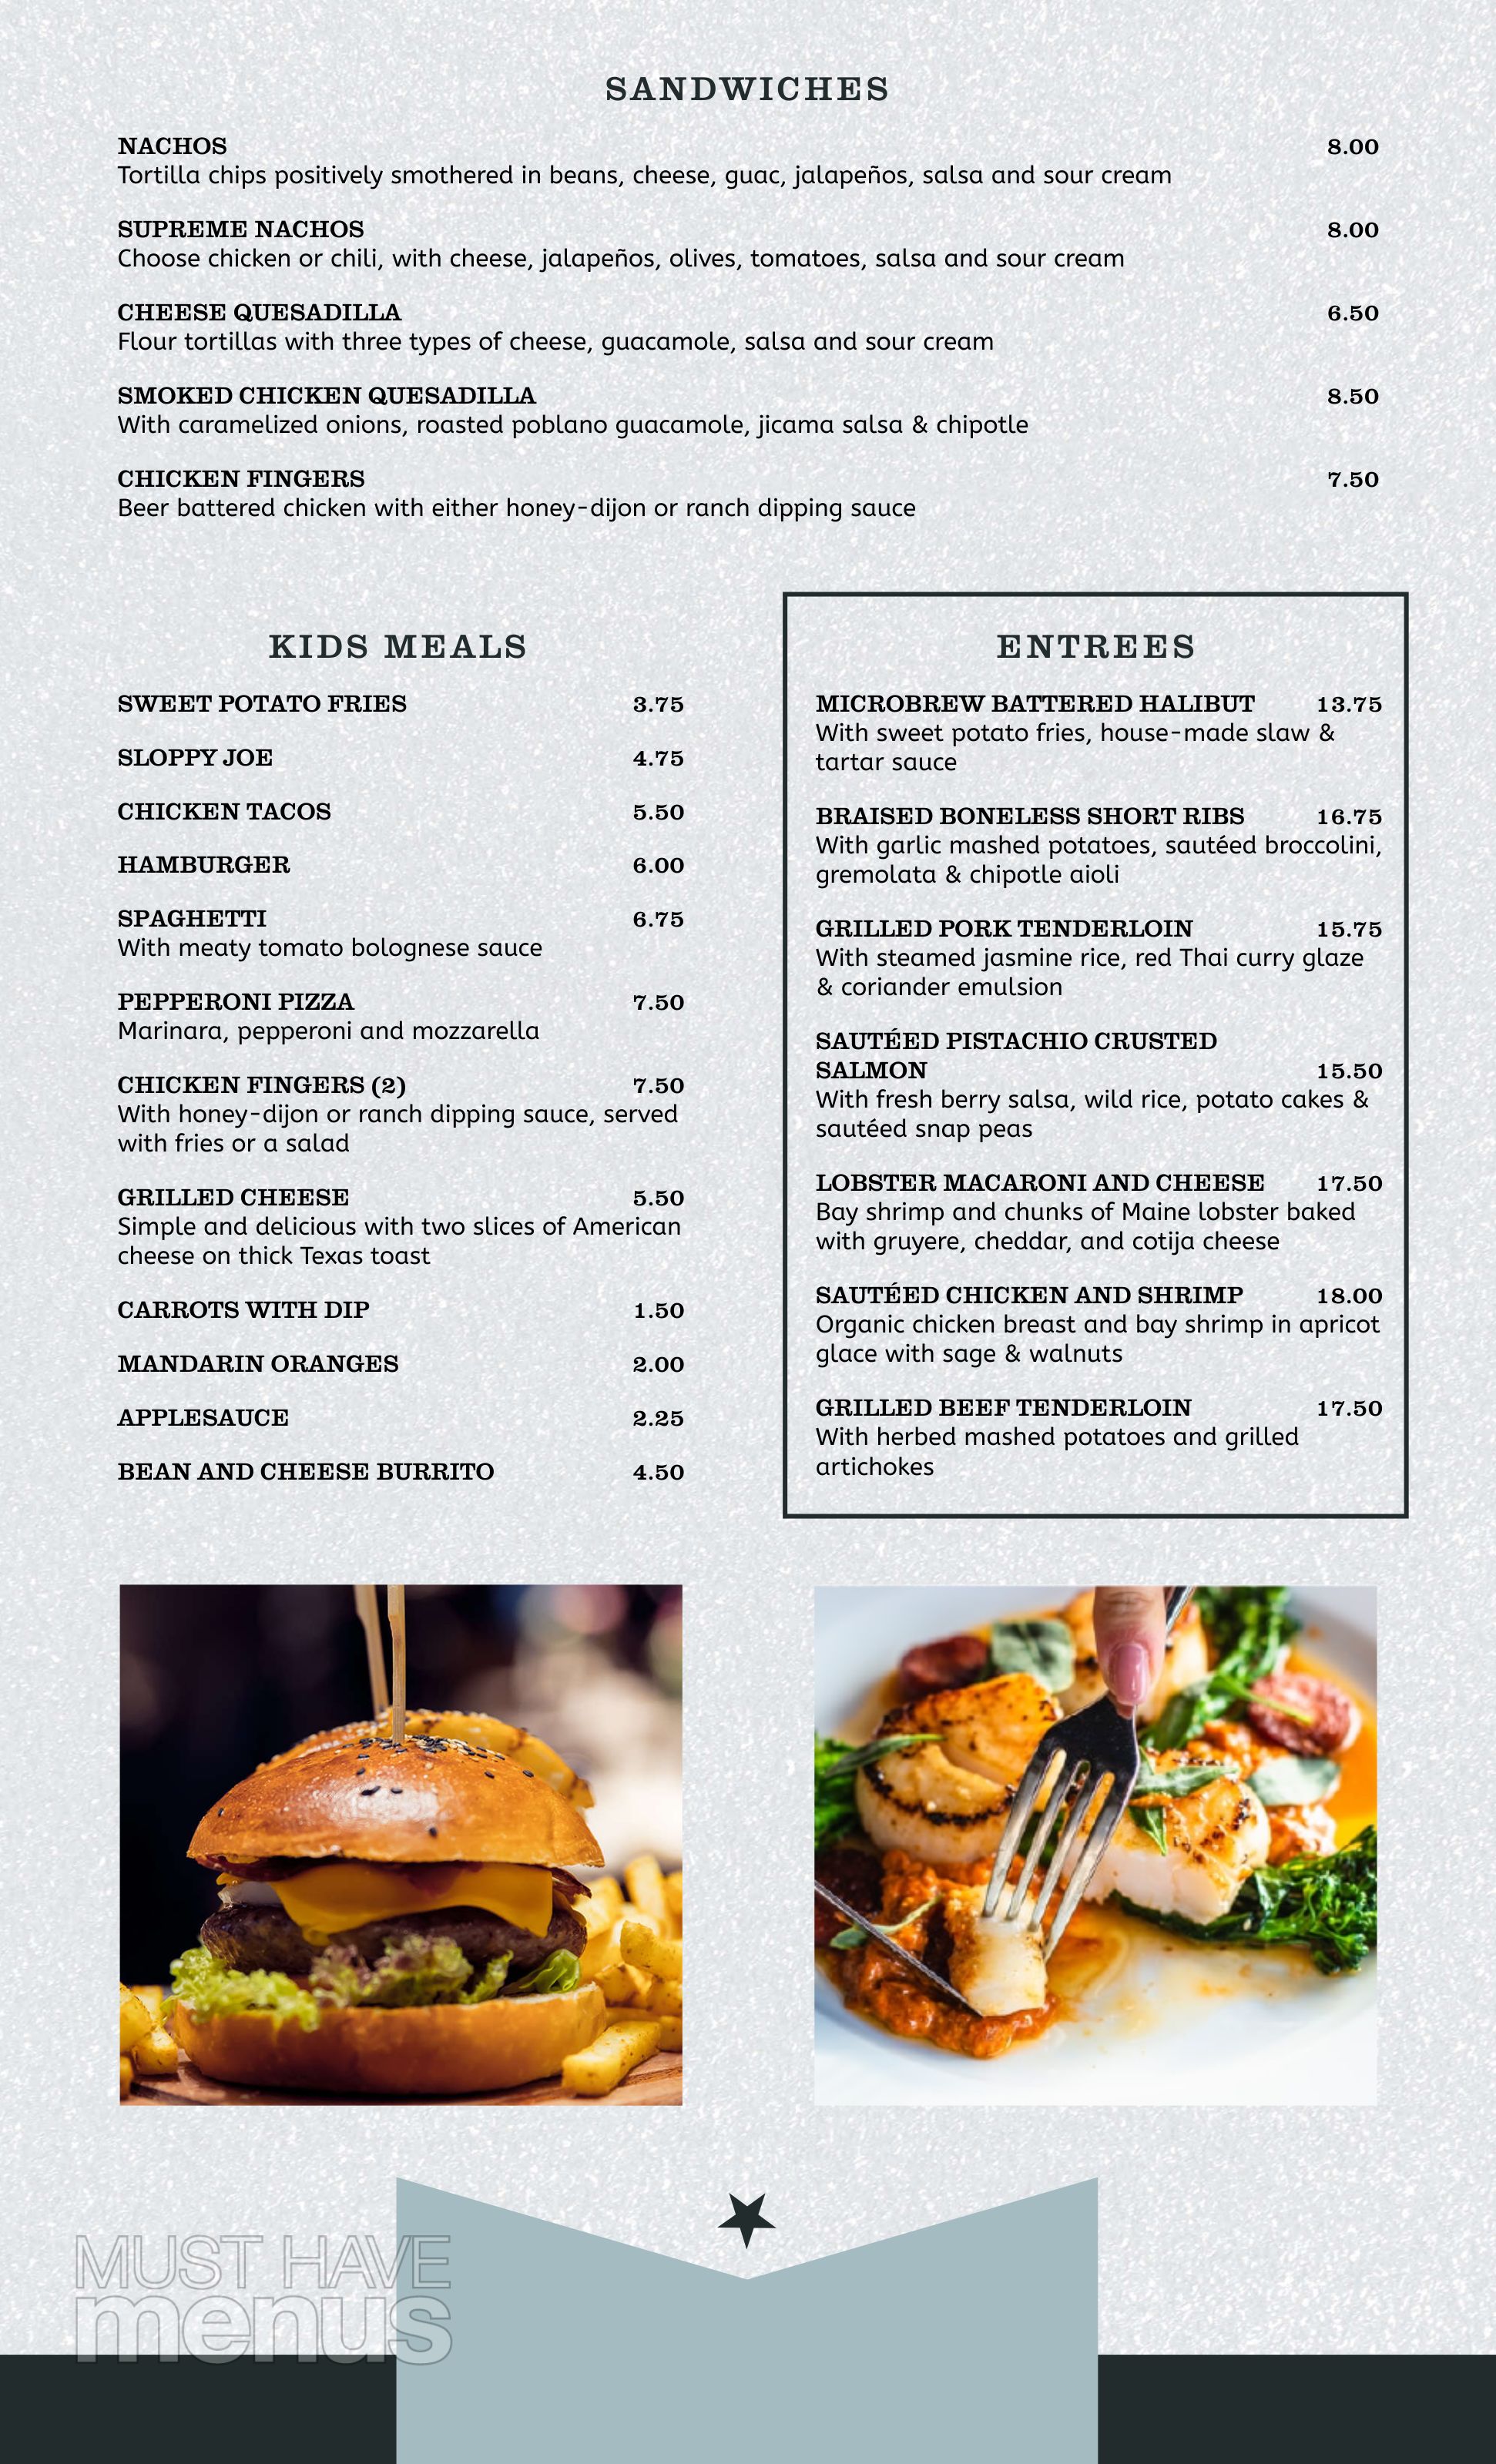 SANDWICHES
NACHOS 8.00
Tortilla chips positively smothered in beans, cheese, guac, jalapeños, salsa and sour cream
SUPREME NACHOS 8.00
Choose chicken or chili, with cheese, jalapeños, olives, tomatoes, salsa and sour cream
CHEESE QUESADILLA 6.50
Flour tortillas with three types of cheese, guacamole, salsa and sour cream
SMOKED CHICKEN QUESADILLA 8.50
With caramelized onions, roasted poblano guacamole, jicama salsa & chipotle
CHICKEN FINGERS 7.50
Beer battered chicken with either honey-dijon or ranch dipping sauce
KIDS MEALS
SWEET POTATO FRIES 3.75
SLOPPY JOE 4.75
CHICKEN TACOS 5.50
HAMBURGER 6.00
SPAGHETTI 6.75
With meaty tomato bolognese sauce
PEPPERONI PIZZA 7.50
Marinara, pepperoni and mozzarella
CHICKEN FINGERS (2) 7.50
With honey-dijon or ranch dipping sauce, served
with fries or a salad
GRILLED CHEESE 5.50
Simple and delicious with two slices of American
cheese on thick Texas toast
CARROTS WITH DIP 1.50
MANDARIN ORANGES 2.00
APPLESAUCE 2.25
BEAN AND CHEESE BURRITO 4.50
ENTREES
MICROBREW BATTERED HALIBUT 13.75
With sweet potato fries, house-made slaw &
tartar sauce
BRAISED BONELESS SHORT RIBS 16.75
With garlic mashed potatoes, sautéed broccolini,
gremolata & chipotle aioli
GRILLED PORK TENDERLOIN 15.75
With steamed jasmine rice, red Thai curry glaze
& coriander emulsion
SAUTÉED PISTACHIO CRUSTED
SALMON 15.50
With fresh berry salsa, wild rice, potato cakes &
sautéed snap peas
LOBSTER MACARONI AND CHEESE 17.50
Bay shrimp and chunks of Maine lobster baked
with gruyere, cheddar, and cotija cheese
SAUTÉED CHICKEN AND SHRIMP 18.00
Organic chicken breast and bay shrimp in apricot
glace with sage & walnuts
GRILLED BEEF TENDERLOIN 17.50
With herbed mashed potatoes and grilled
artichokes
MUST HAVE
menus